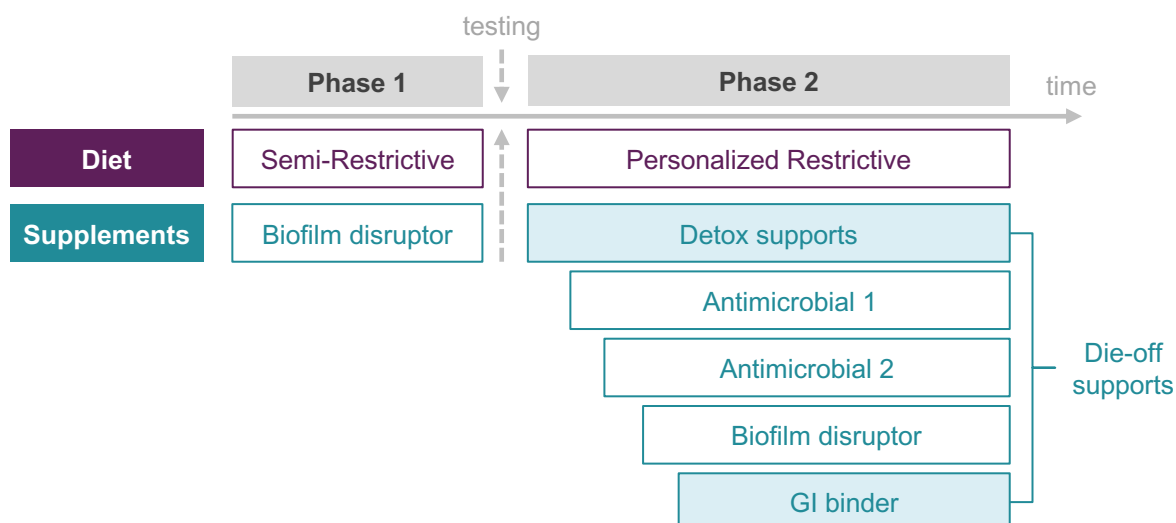 testing
Phase 1
Phase 2
time
Diet
Semi-Restrictive
Personalized Restrictive
Supplements
Biofilm disruptor
Detox supports
Antimicrobial 1
Antimicrobial 2
Die-off
supports
Biofilm disruptor
GI binder